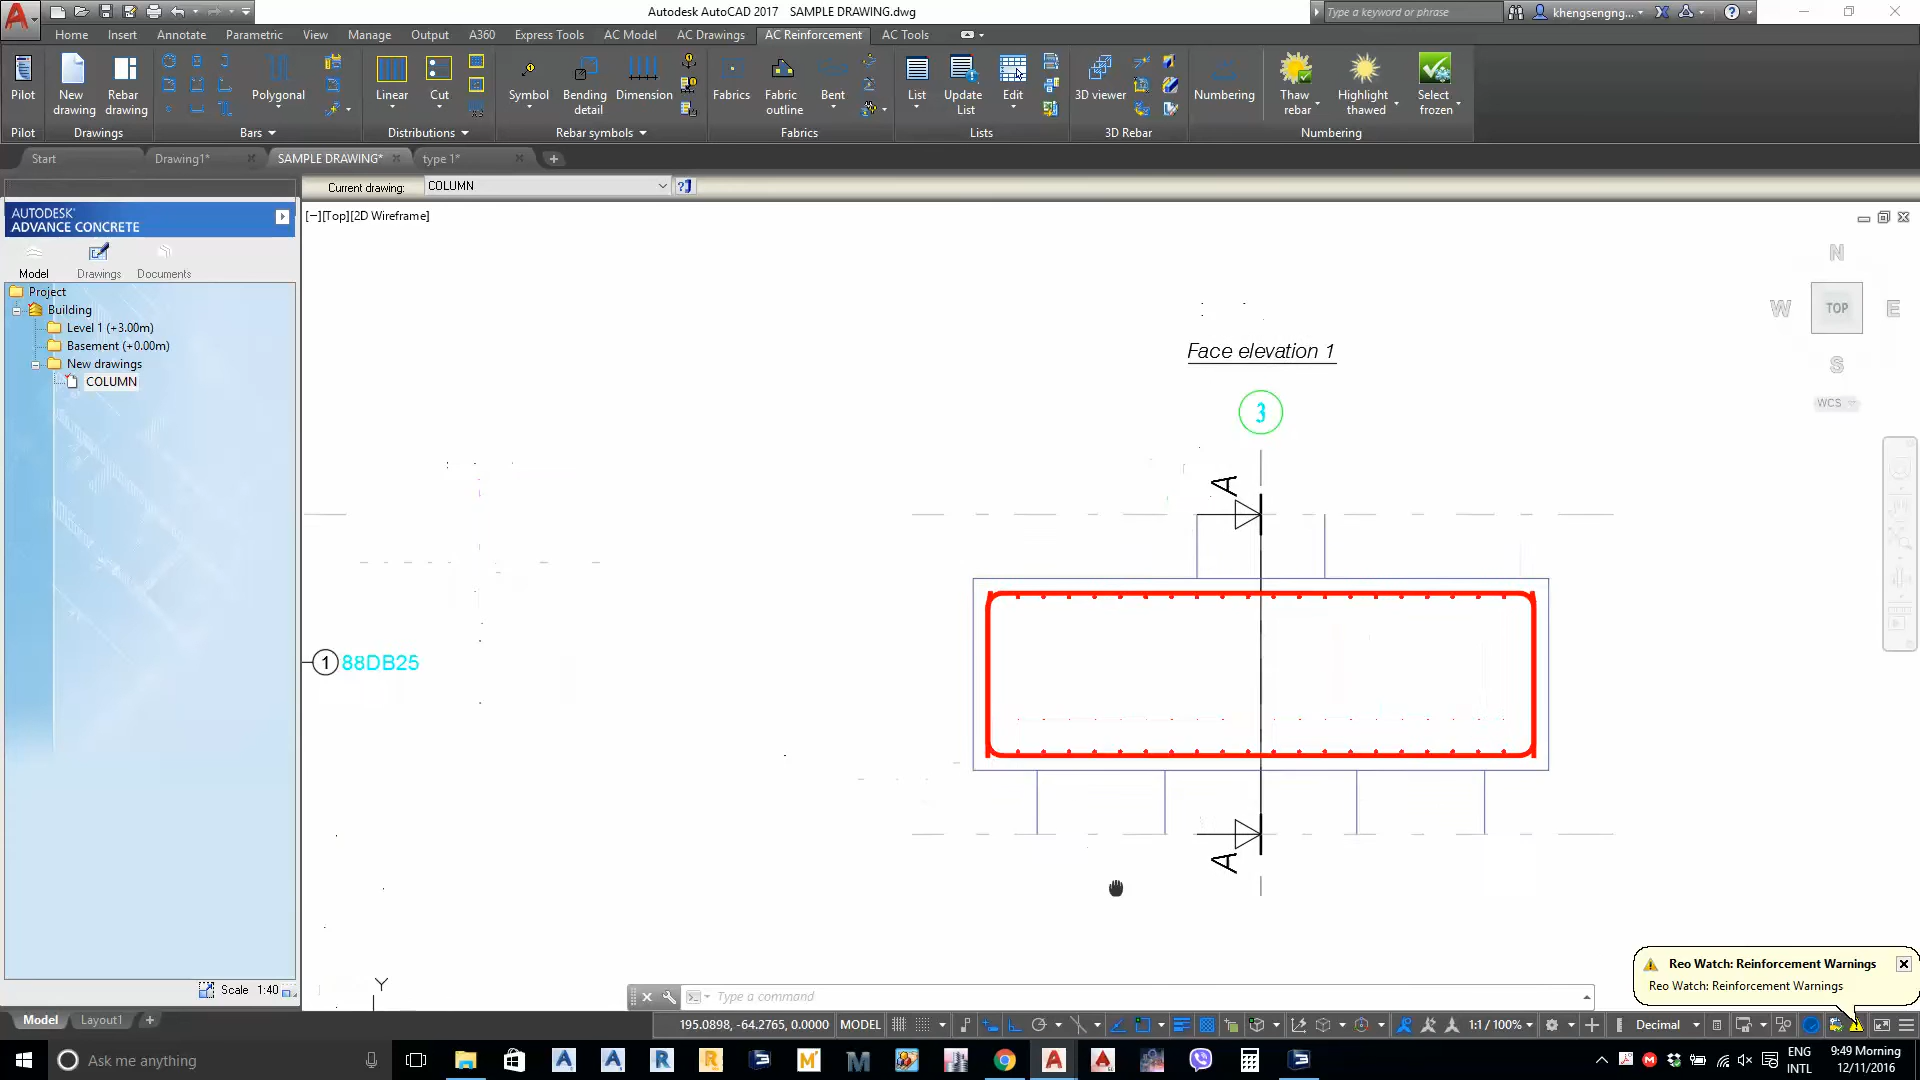 Autodesk AutoCAD 2017    SAMPLE DRAWING.dwg
Type a keyword or phrase
khengsengng...
Home Insert Annotate Parametric View Manage Output A360 Express Tools AC Model AC Drawings AC Reinforcement AC Tools
Pilot
New drawing
Rebar drawing
Polygonal
Linear
Cut
Symbol
Bending detail
Dimension
Fabrics
Fabric outline
Bent
List
Update List
Edit
3D viewer
Numbering
Thaw rebar
Highlight thawed
Select frozen
Pilot Drawings Bars Distributions Rebar symbols Fabrics Lists 3D Rebar Numbering
Start Drawing1* SAMPLE DRAWING* type 1*
Current drawing: COLUMN
AUTODESK®
ADVANCE CONCRETE
Model Drawings Documents
Project
Building
Level 1 (+3.00m)
Basement (+0.00m)
New drawings
COLUMN
Scale 1:40
[−][Top][2D Wireframe]
N
W TOP E
S
WCS
Face elevation 1
3
A
1 88DB25
A
Y
Type a command
Reo Watch: Reinforcement Warnings
Reo Watch: Reinforcement Warnings
Model Layout1
195.0898, -64.2765, 0.0000 MODEL
1:1 / 100%
Decimal
Ask me anything
ENG
INTL
9:49 Morning
12/11/2016